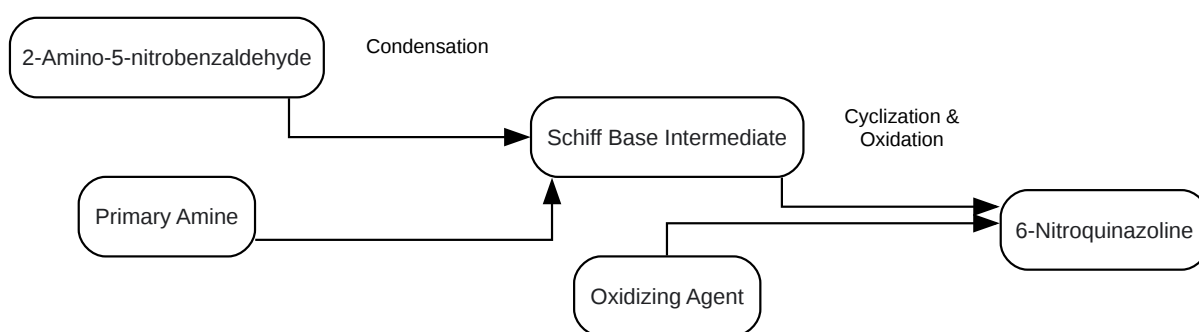 2-Amino-5-nitrobenzaldehyde
Condensation
Schiff Base Intermediate
Cyclization &
Oxidation
Primary Amine
6-Nitroquinazoline
Oxidizing Agent